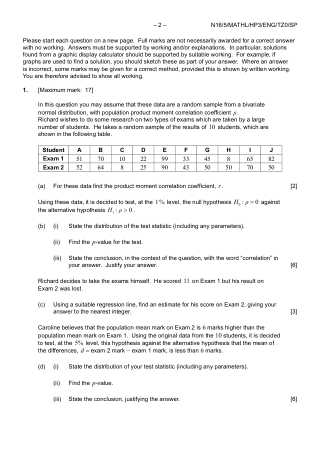 – 2 –
N16/5/MATHL/HP3/ENG/TZ0/SP
Please start each question on a new page. Full marks are not necessarily awarded for a correct answer
with no working. Answers must be supported by working and/or explanations. In particular, solutions
found from a graphic display calculator should be supported by suitable working. For example, if
graphs are used to find a solution, you should sketch these as part of your answer. Where an answer
is incorrect, some marks may be given for a correct method, provided this is shown by written working.
You are therefore advised to show all working.
1. [Maximum mark: 17]
In this question you may assume that these data are a random sample from a bivariate
normal distribution, with population product moment correlation coefficient ρ.
Richard wishes to do some research on two types of exams which are taken by a large
number of students. He takes a random sample of the results of 10 students, which are
shown in the following table.
Student A B C D E F G H I J
Exam 1 51 70 10 22 99 33 45 8 65 82
Exam 2 52 64 8 25 90 43 50 50 70 50
(a) For these data find the product moment correlation coefficient, r. [2]
Using these data, it is decided to test, at the 1% level, the null hypothesis H₀ : ρ = 0 against
the alternative hypothesis H₁ : ρ > 0.
(b) (i) State the distribution of the test statistic (including any parameters).
(ii) Find the p-value for the test.
(iii) State the conclusion, in the context of the question, with the word “correlation” in
your answer. Justify your answer. [6]
Richard decides to take the exams himself. He scored 11 on Exam 1 but his result on
Exam 2 was lost.
(c) Using a suitable regression line, find an estimate for his score on Exam 2, giving your
answer to the nearest integer. [3]
Caroline believes that the population mean mark on Exam 2 is 6 marks higher than the
population mean mark on Exam 1. Using the original data from the 10 students, it is decided
to test, at the 5% level, this hypothesis against the alternative hypothesis that the mean of
the differences, d = exam 2 mark – exam 1 mark, is less than 6 marks.
(d) (i) State the distribution of your test statistic (including any parameters).
(ii) Find the p-value.
(iii) State the conclusion, justifying the answer. [6]